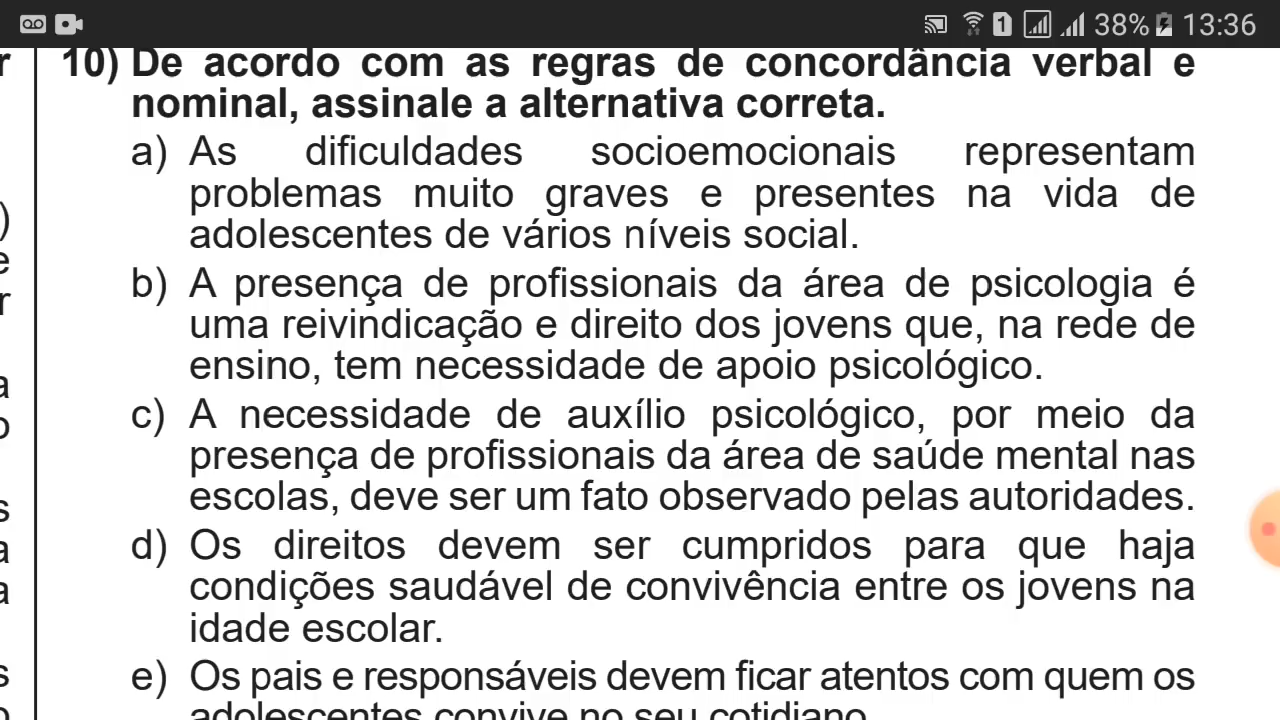 38% 13:36
10) De acordo com as regras de concordância verbal e
nominal, assinale a alternativa correta.
a) As dificuldades socioemocionais representam
problemas muito graves e presentes na vida de
adolescentes de vários níveis social.
b) A presença de profissionais da área de psicologia é
uma reivindicação e direito dos jovens que, na rede de
ensino, tem necessidade de apoio psicológico.
c) A necessidade de auxílio psicológico, por meio da
presença de profissionais da área de saúde mental nas
escolas, deve ser um fato observado pelas autoridades.
d) Os direitos devem ser cumpridos para que haja
condições saudável de convivência entre os jovens na
idade escolar.
e) Os pais e responsáveis devem ficar atentos com quem os
adolescentes convive no seu cotidiano.